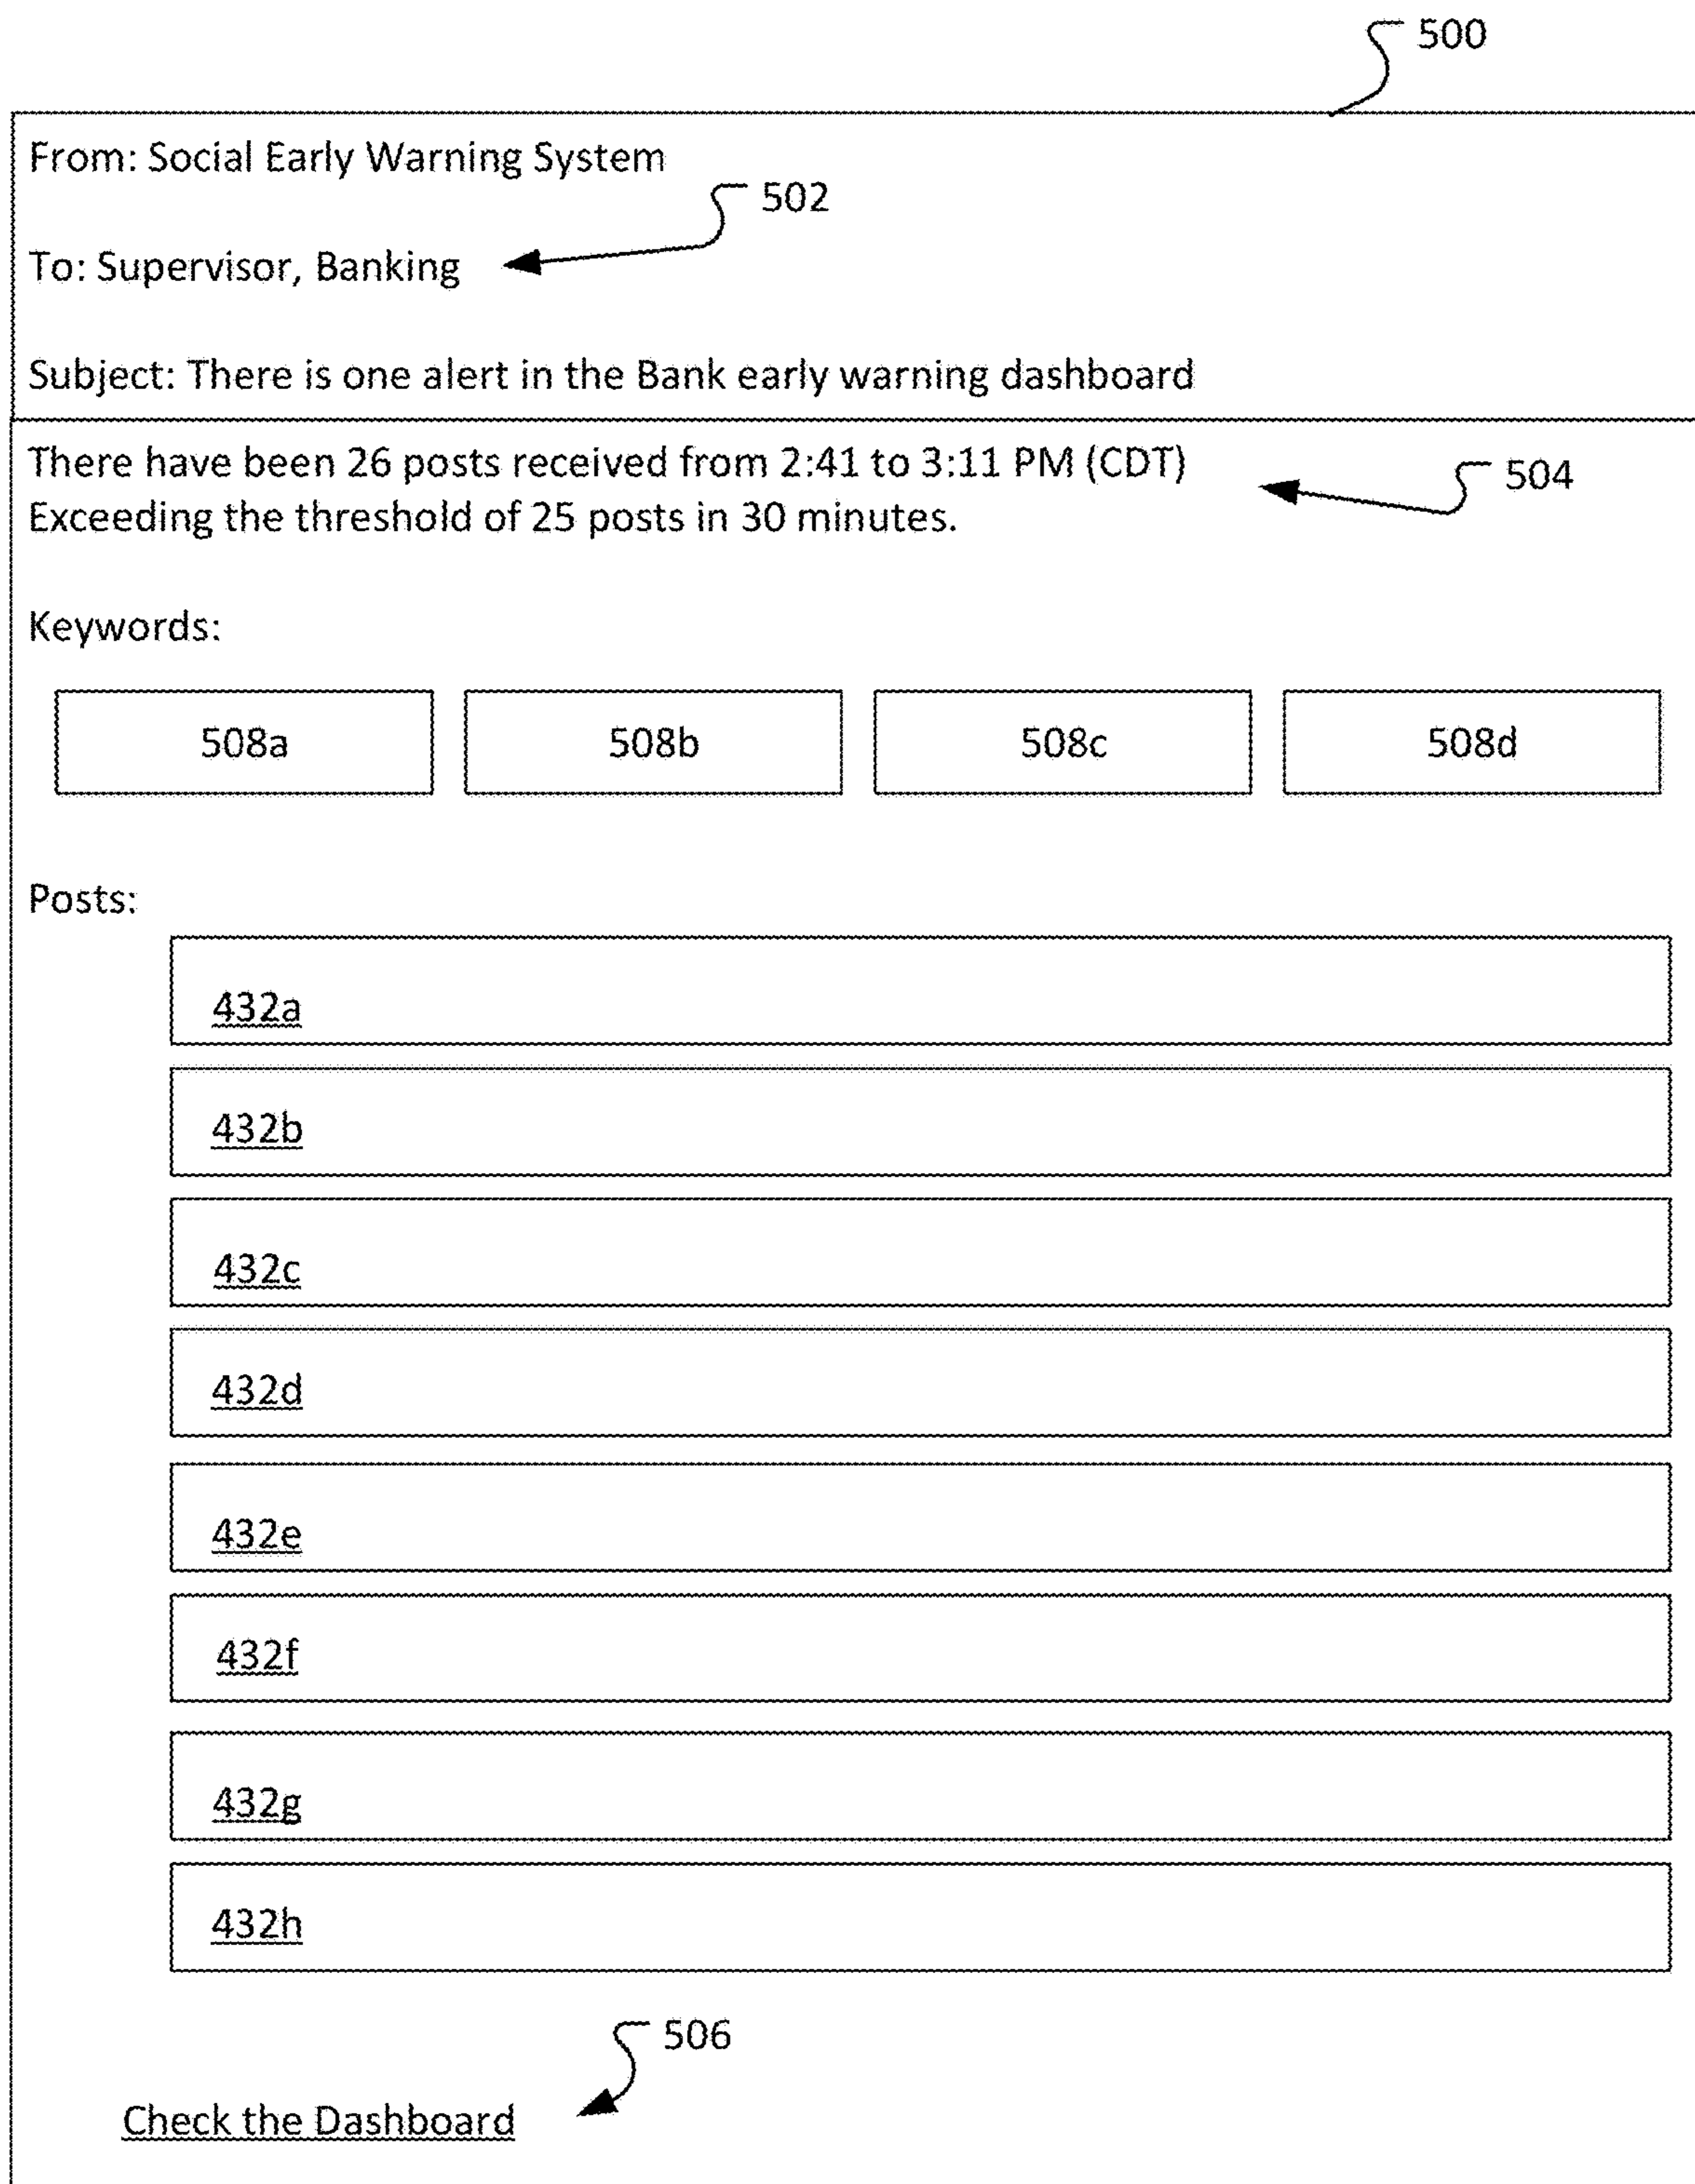 500
From: Social Early Warning System
502
To: Supervisor, Banking
Subject: There is one alert in the Bank early warning dashboard
There have been 26 posts received from 2:41 to 3:11 PM (CDT)
504
Exceeding the threshold of 25 posts in 30 minutes.
Keywords:
508a 508b 508c 508d
Posts:
432a
432b
432c
432d
432e
432f
432g
432h
506
Check the Dashboard